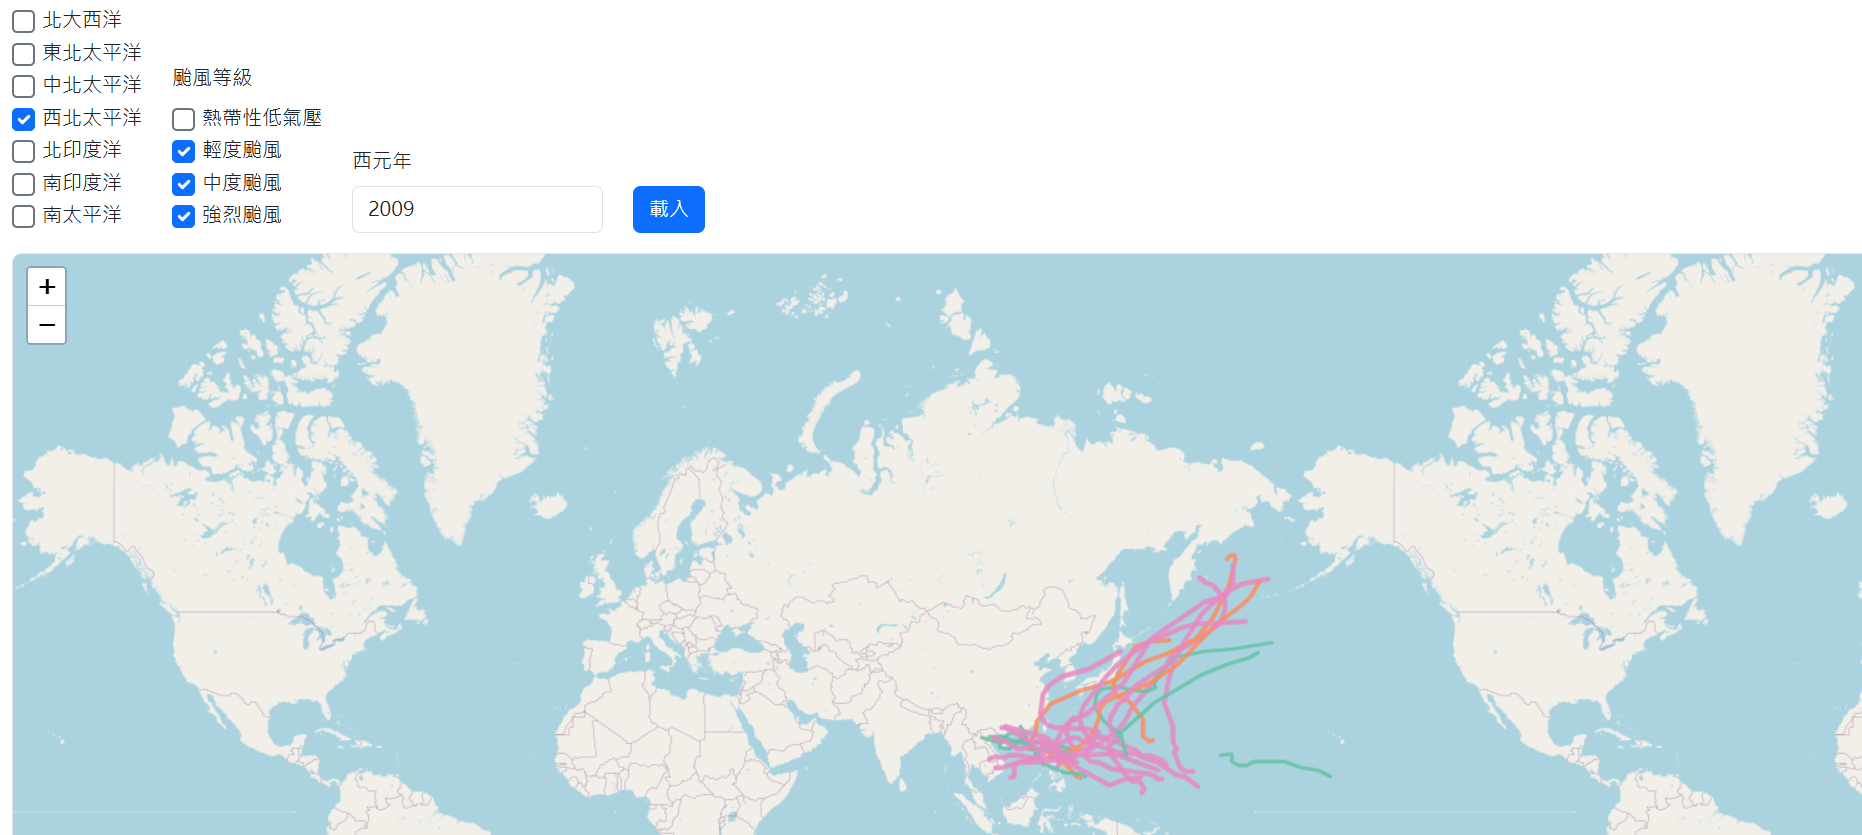 北大西洋
東北太平洋
中北太平洋
西北太平洋
北印度洋
南印度洋
南太平洋
颱風等級
熱帶性低氣壓
輕度颱風
中度颱風
強烈颱風
西元年
2009
載入
+
−